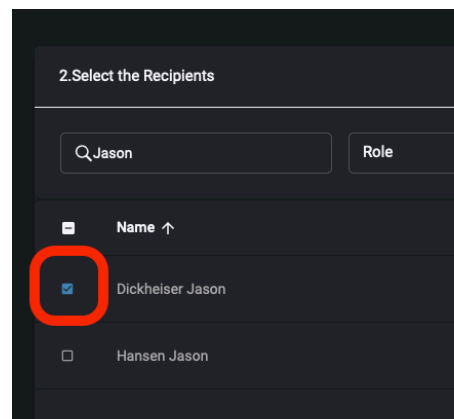 2.Select the Recipients
Jason
Role
Name ↑
Dickheiser Jason
Hansen Jason